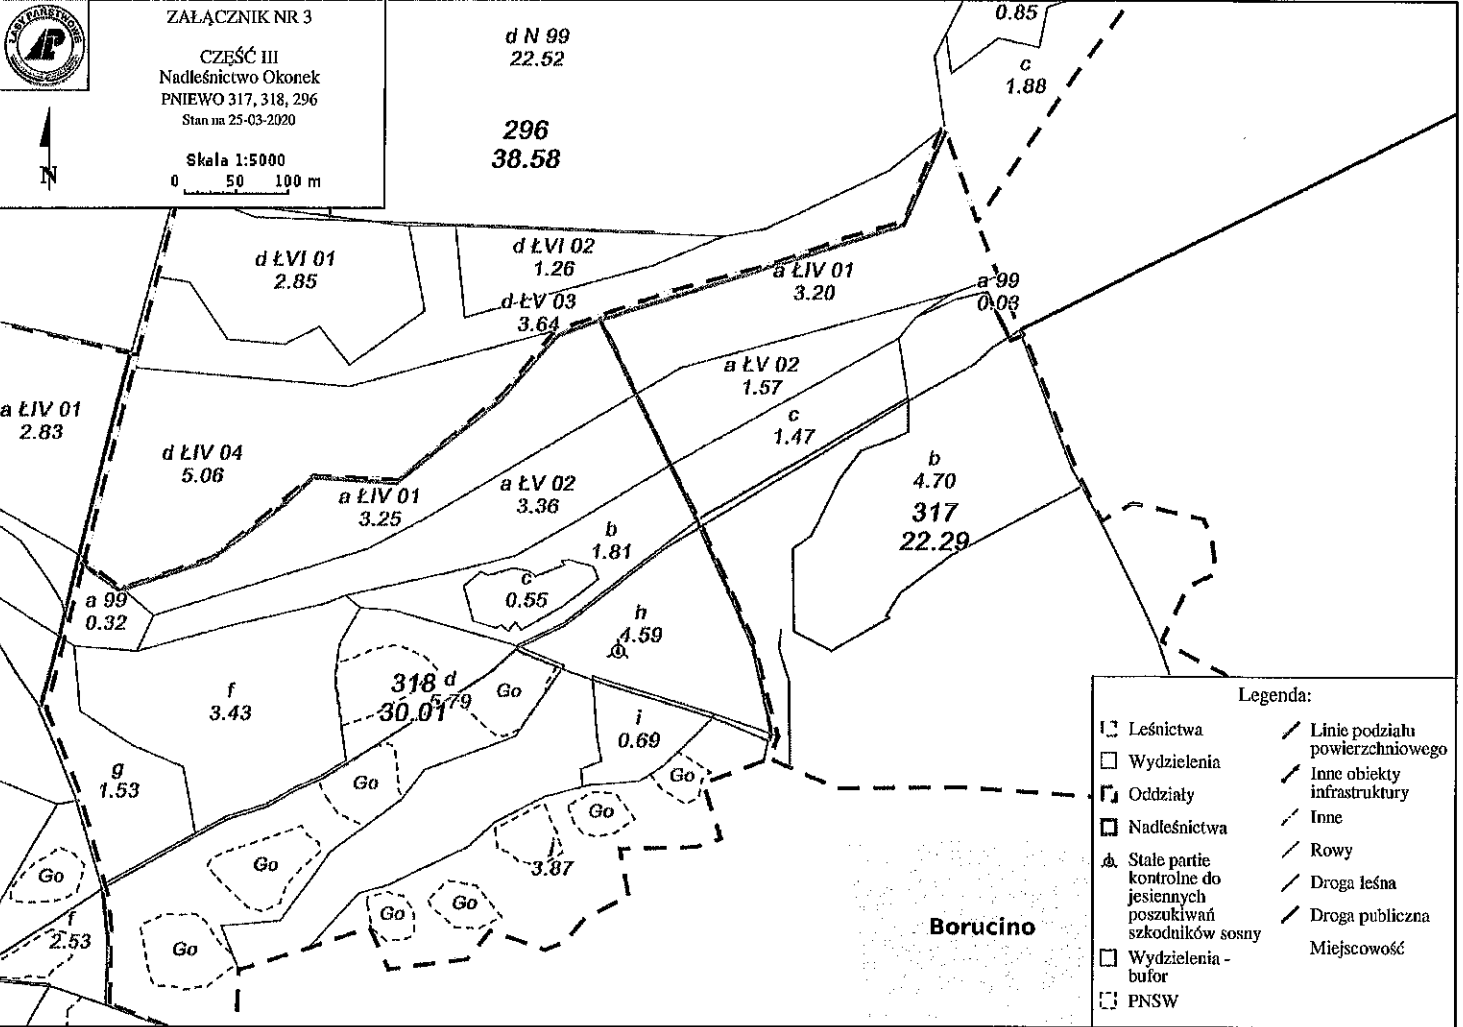 LASY PAŃSTWOWE
ZAŁĄCZNIK NR 3
CZĘŚĆ III
Nadleśnictwo Okonek
PNIEWO 317, 318, 296
Stan na 25-03-2020
N
Skala 1:5000
0 50 100 m
d N 99
22.52
296
38.58
0.85
c
1.88
d ŁVI 01
2.85
d ŁVI 02
1.26
d ŁV 03
3.64
a ŁIV 01
3.20
a 99
0.03
a ŁV 02
1.57
c
1.47
a ŁIV 01
2.83
d ŁIV 04
5.06
a ŁIV 01
3.25
a ŁV 02
3.36
b
4.70
317
22.29
b
1.81
c
0.55
a 99
0.32
h
4.59
318
30.01
d
5.79
Go
f
3.43
i
0.69
g
1.53
Go
Go
Go
Go
Go
j
3.87
Go
Go
Go
f
2.53
Borucino
Legenda:
Leśnictwa
Wydzielenia
Oddziały
Nadleśnictwa
Stałe partie
kontrolne do
jesiennych
poszukiwań
szkodników sosny
Wydzielenia -
bufor
PNSW
Linie podziału
powierzchniowego
Inne obiekty
infrastruktury
Inne
Rowy
Droga leśna
Droga publiczna
Miejscowość